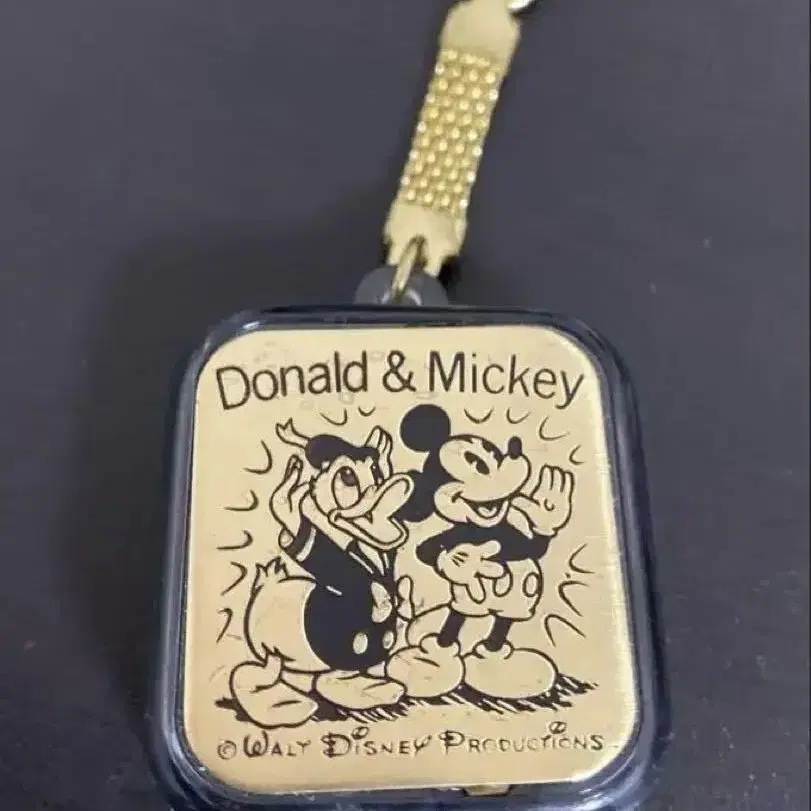 Donald & Mickey
© WALT DISNEY PRODUCTIONS